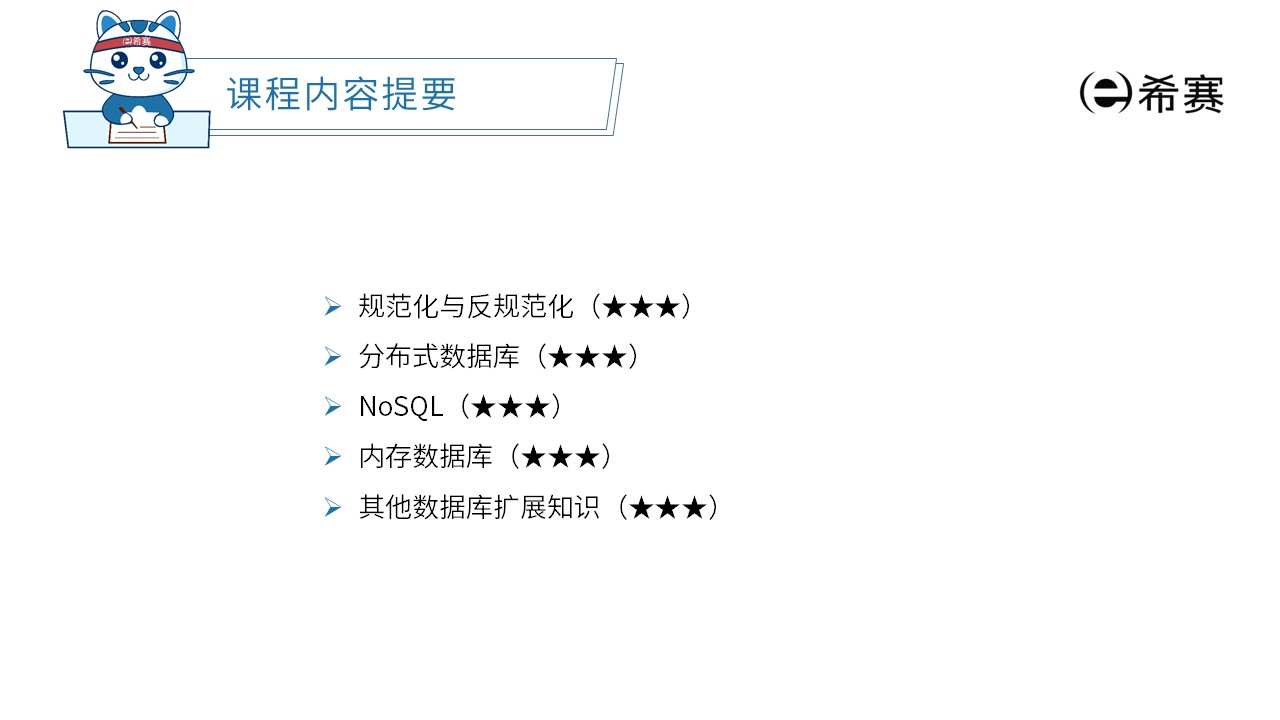 希赛
课程内容提要
希赛
规范化与反规范化（★★★）
分布式数据库（★★★）
NoSQL（★★★）
内存数据库（★★★）
其他数据库扩展知识（★★★）